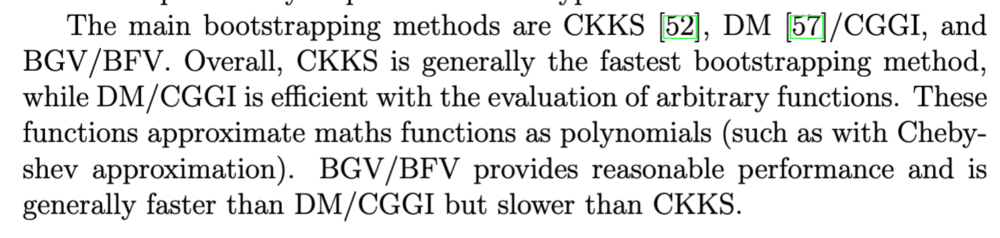 The main bootstrapping methods are CKKS [52], DM [57]/CGGI, and
BGV/BFV. Overall, CKKS is generally the fastest bootstrapping method,
while DM/CGGI is efficient with the evaluation of arbitrary functions. These
functions approximate maths functions as polynomials (such as with Cheby-
shev approximation). BGV/BFV provides reasonable performance and is
generally faster than DM/CGGI but slower than CKKS.